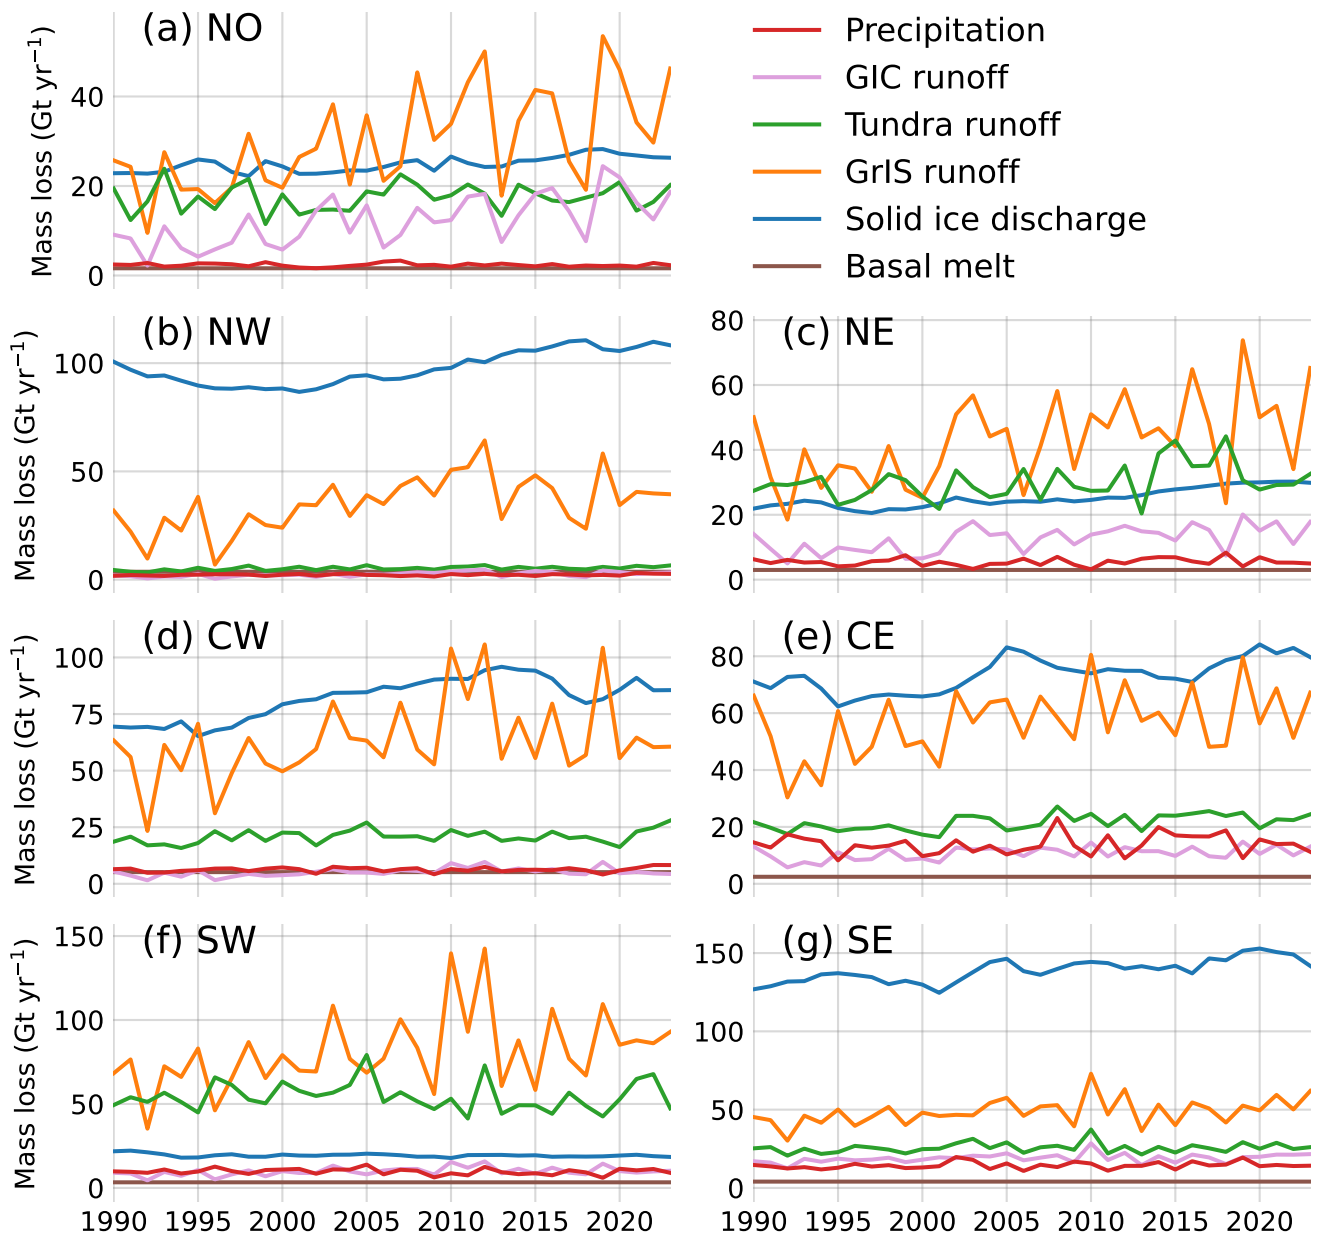 (a) NO
Mass loss (Gt yr⁻¹)
40
20
0
Precipitation
GIC runoff
Tundra runoff
GrIS runoff
Solid ice discharge
Basal melt
(b) NW
Mass loss (Gt yr⁻¹)
100
50
0
(c) NE
80
60
40
20
0
(d) CW
Mass loss (Gt yr⁻¹)
100
75
50
25
0
(e) CE
80
60
40
20
0
(f) SW
Mass loss (Gt yr⁻¹)
150
100
50
0
1990 1995 2000 2005 2010 2015 2020
(g) SE
150
100
50
0
1990 1995 2000 2005 2010 2015 2020